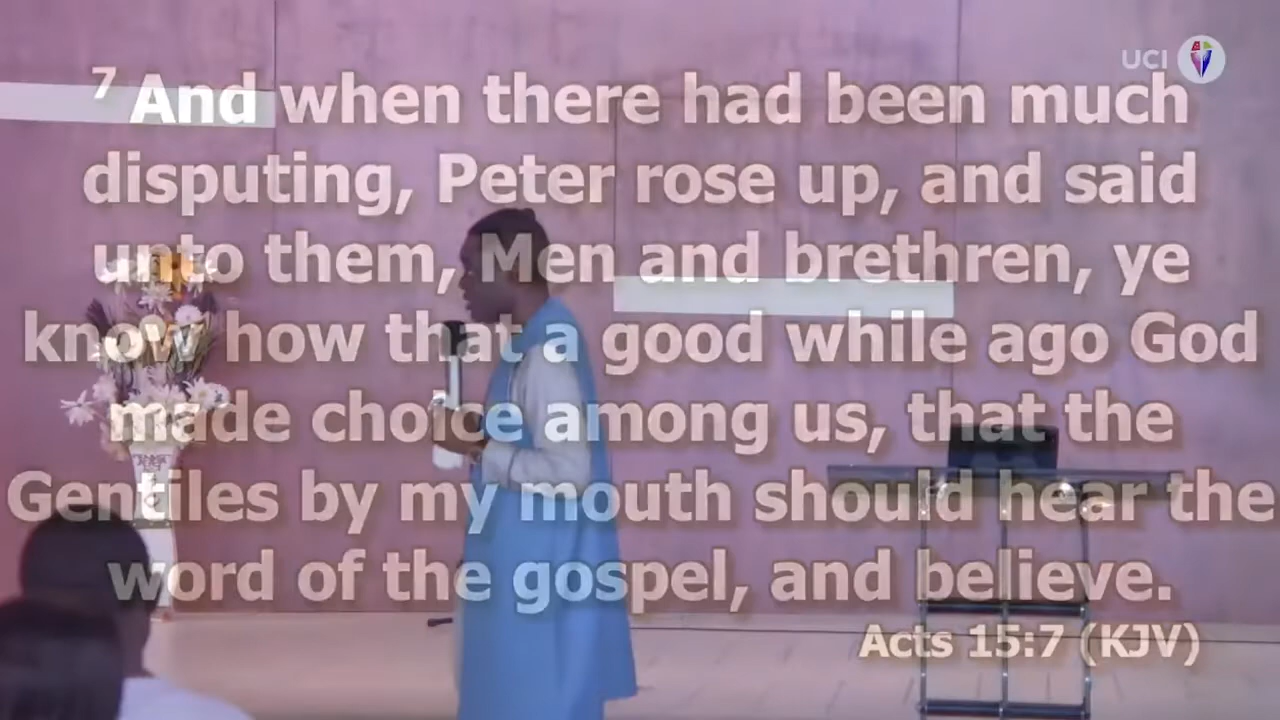 UCI
7 And when there had been much
disputing, Peter rose up, and said
unto them, Men and brethren, ye
know how that a good while ago God
made choice among us, that the
Gentiles by my mouth should hear the
word of the gospel, and believe.
Acts 15:7 (KJV)